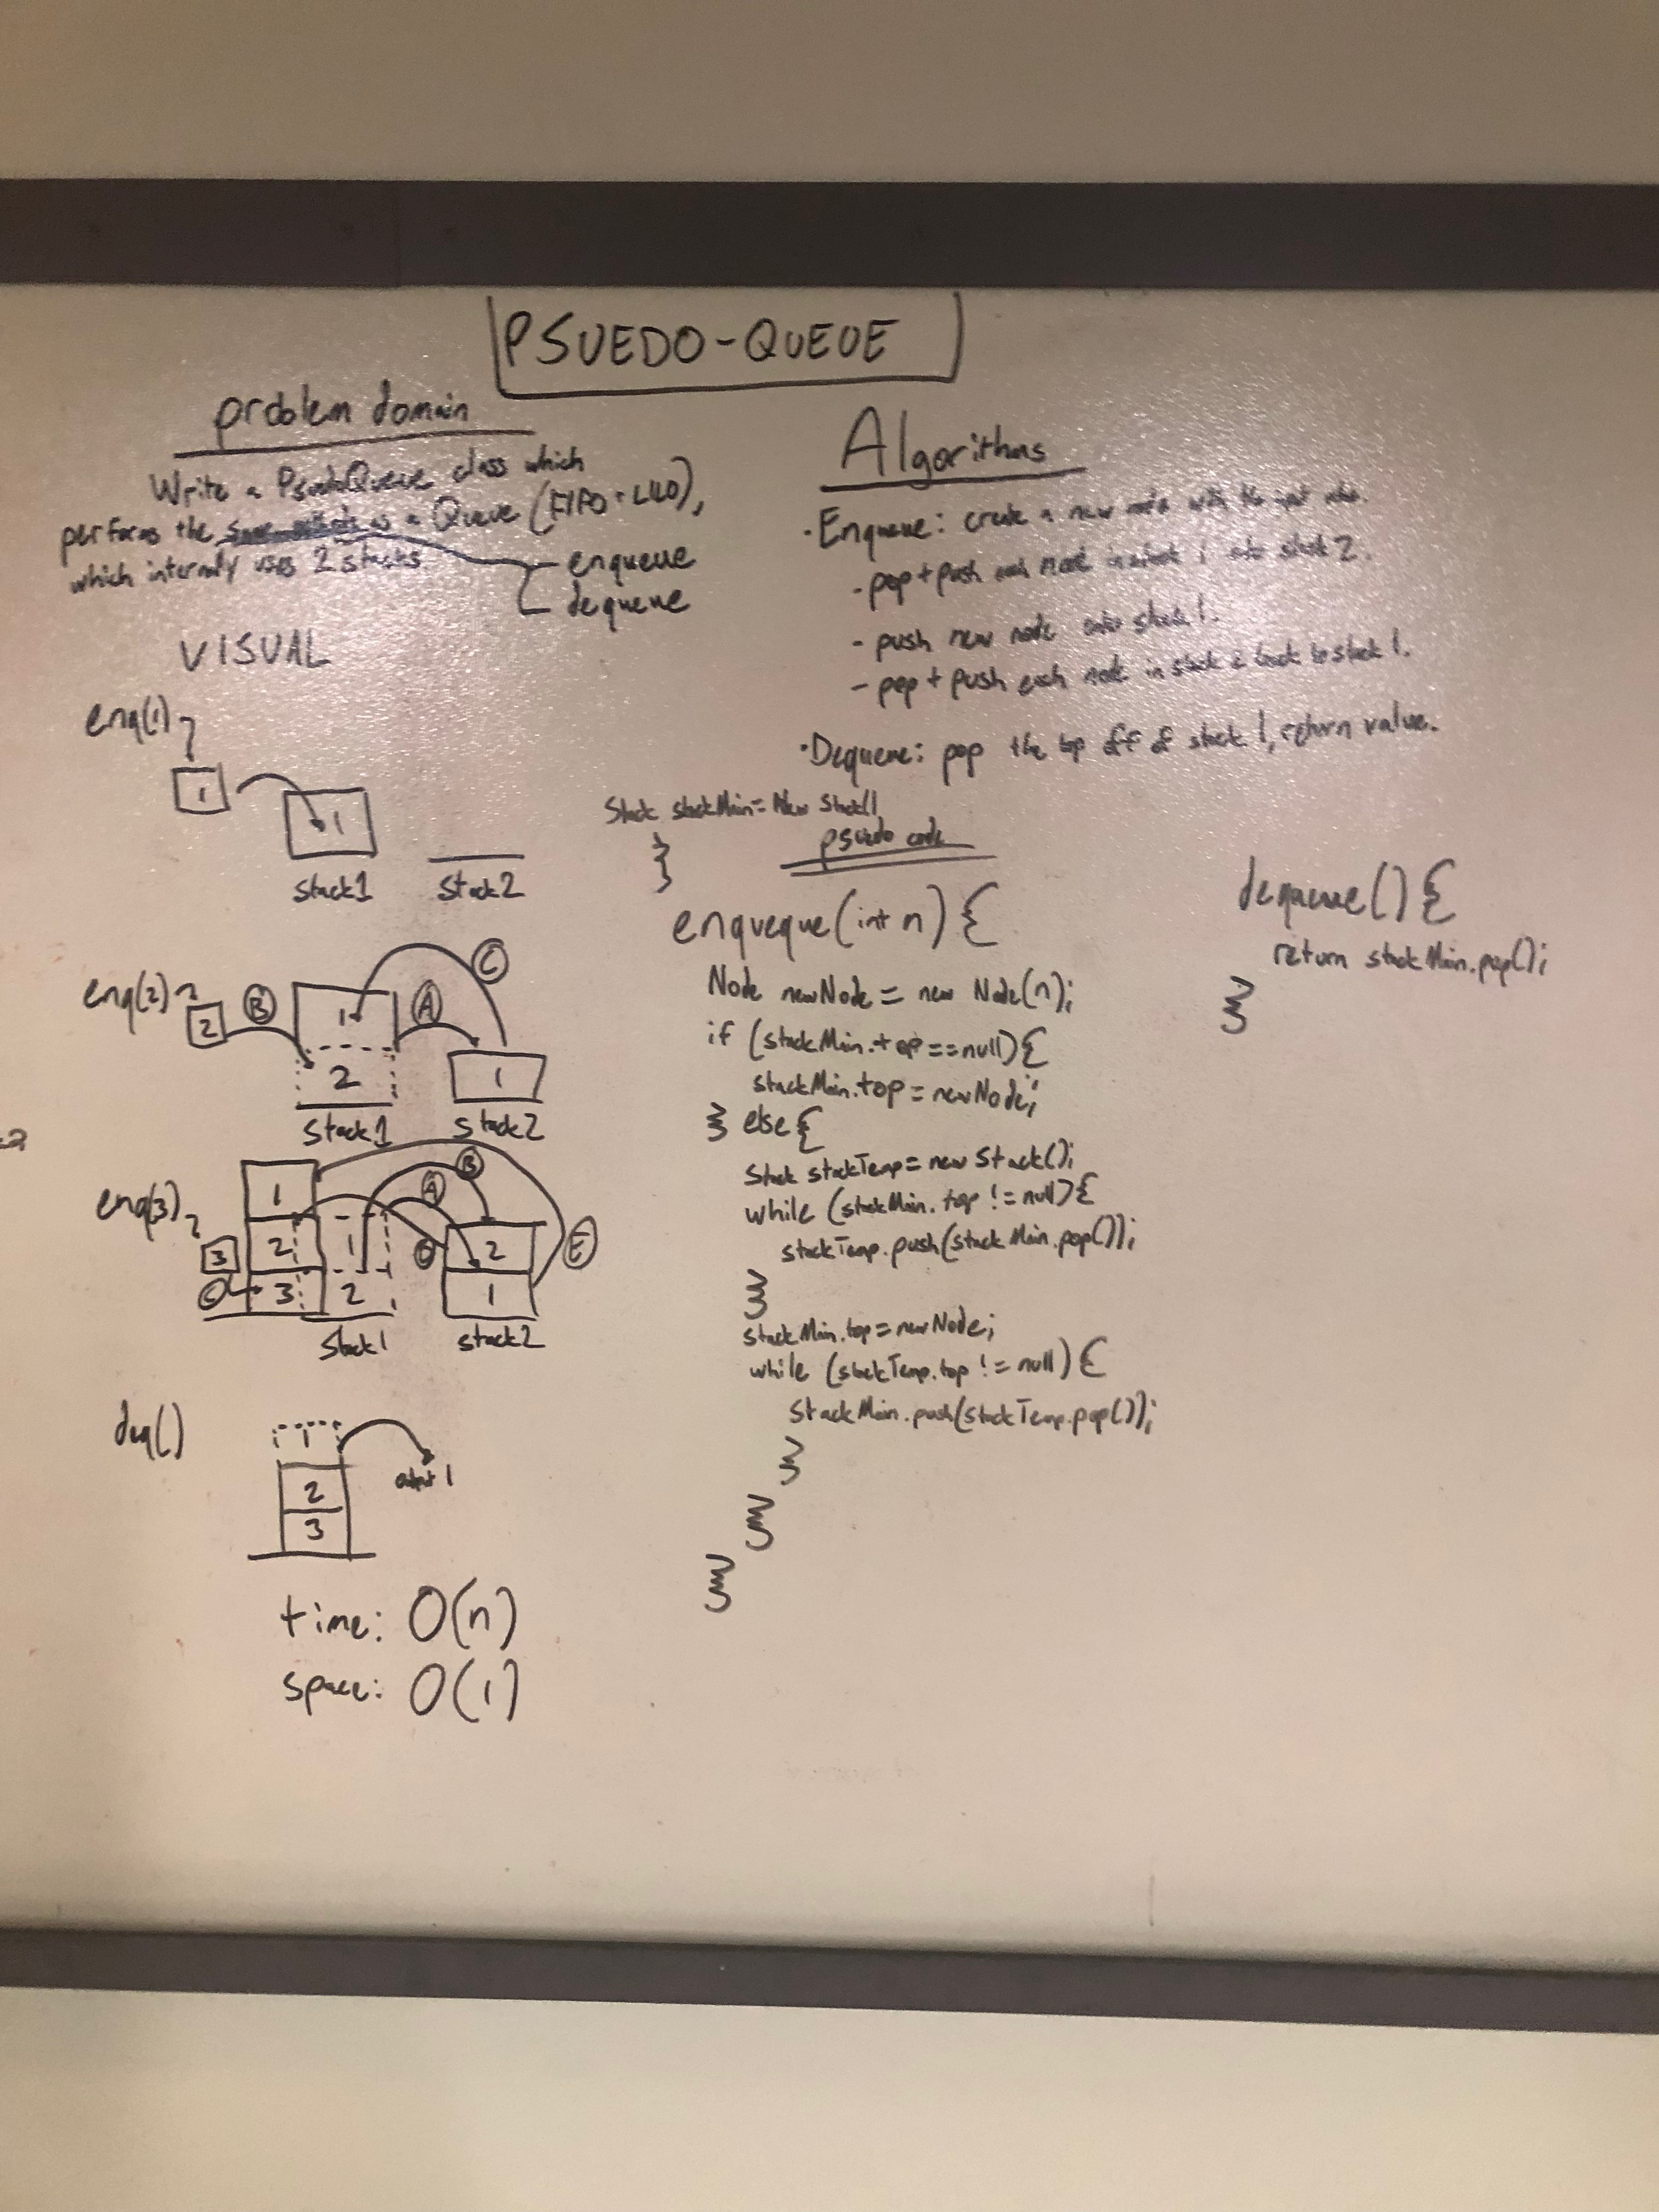 PSUEDO-QUEUE
problem domain
Write a PsuedoQueue class which
performs the same methods as a Queue (FIFO + LILO),
which internally uses 2 stacks
enqueue
dequeue
VISUAL
enq(1)
1
1
stack1 stack2
enq(2)
2 B 1 A C
2 1
stack1 stack2
enq(3)
1 A B
2 1 D 2 E
3
C 3 2 1
stack1 stack2
deq()
1
2
3
output 1
time: O(n)
space: O(1)
Algorithms
· Enqueue: create a new node with the input value.
- pop + push each node in stack 1 into stack 2.
- push new node onto stack 1.
- pop + push each node in stack 2 back to stack 1.
· Dequeue: pop the top off of stack 1, return value.
Stack stackMain = New Stack()
}
psuedo code
enqueque(int n) {
Node newNode = new Node(n);
if (stackMain.top==null){
stackMain.top = newNode;
} else {
Stack stackTemp = new Stack();
while (stackMain.top != null) {
stackTemp.push(stackMain.pop());
}
stackMain.top = newNode;
while (stackTemp.top != null) {
StackMain.push(stackTemp.pop());
}
}
}
dequeue() {
return stackMain.pop();
}